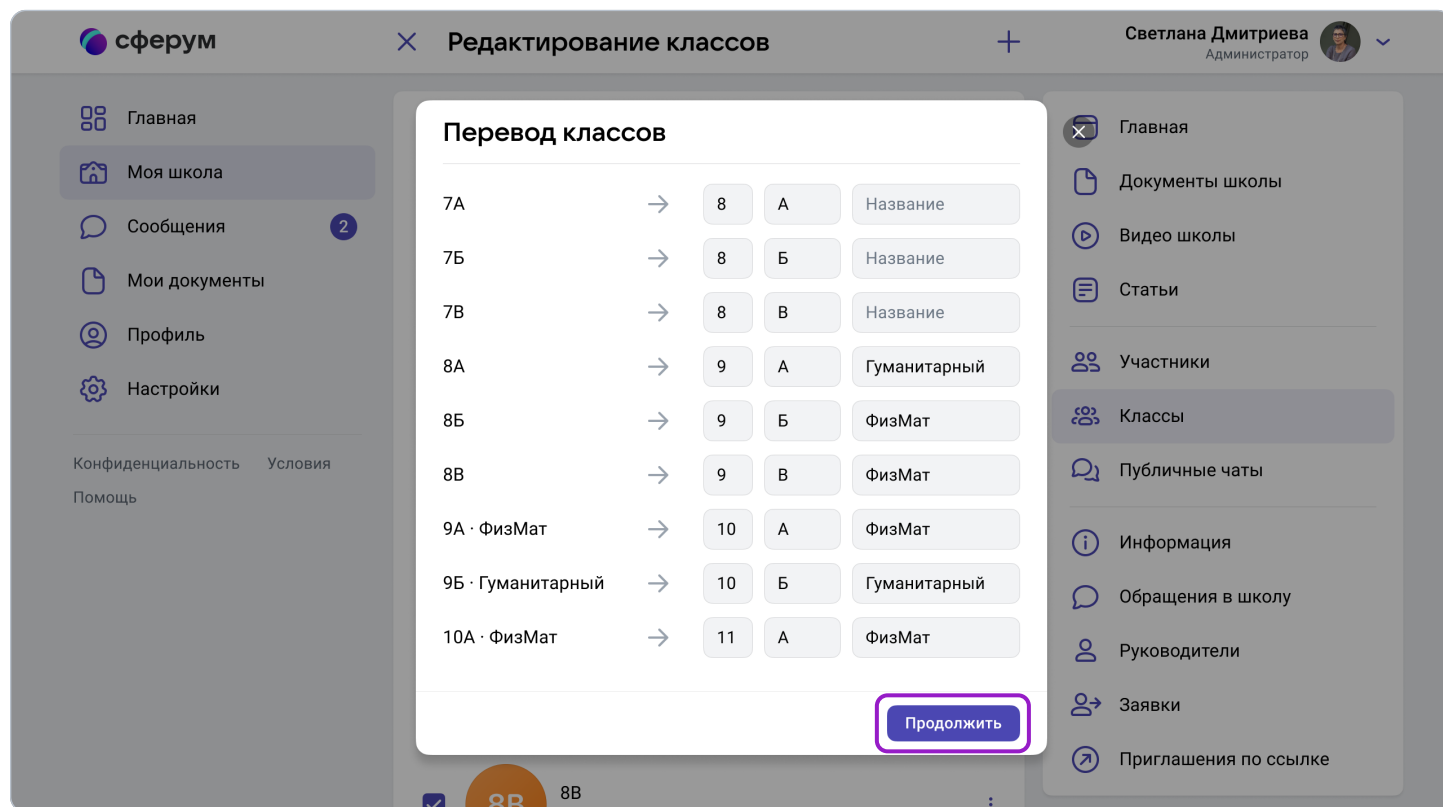 сферум
Редактирование классов
Светлана Дмитриева
Администратор
Главная
Моя школа
Сообщения 2
Мои документы
Профиль
Настройки
Конфиденциальность Условия
Помощь
Перевод классов
7А 8 А Название
7Б 8 Б Название
7В 8 В Название
8А 9 А Гуманитарный
8Б 9 Б ФизМат
8В 9 В ФизМат
9А · ФизМат 10 А ФизМат
9Б · Гуманитарный 10 Б Гуманитарный
10А · ФизМат 11 А ФизМат
Продолжить
8В 8В
Главная
Документы школы
Видео школы
Статьи
Участники
Классы
Публичные чаты
Информация
Обращения в школу
Руководители
Заявки
Приглашения по ссылке